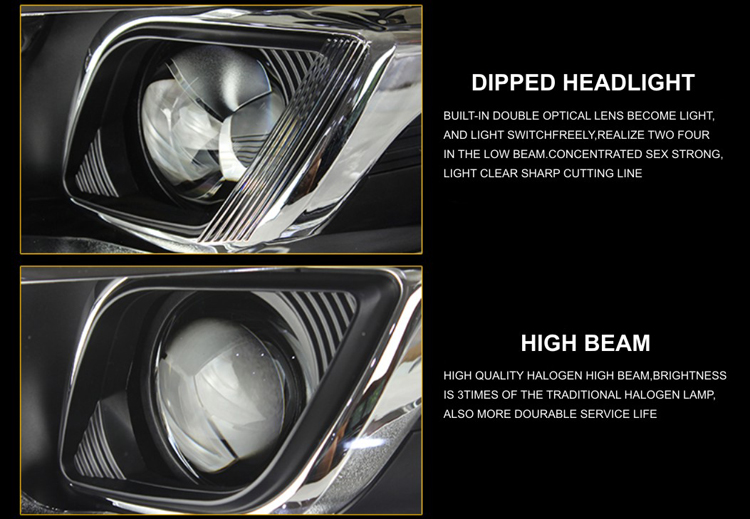 DIPPED HEADLIGHT
BUILT-IN DOUBLE OPTICAL LENS BECOME LIGHT,
AND LIGHT SWITCHFREELY,REALIZE TWO FOUR
IN THE LOW BEAM.CONCENTRATED SEX STRONG,
LIGHT CLEAR SHARP CUTTING LINE
HIGH BEAM
HIGH QUALITY HALOGEN HIGH BEAM,BRIGHTNESS
IS 3TIMES OF THE TRADITIONAL HALOGEN LAMP,
ALSO MORE DOURABLE SERVICE LIFE